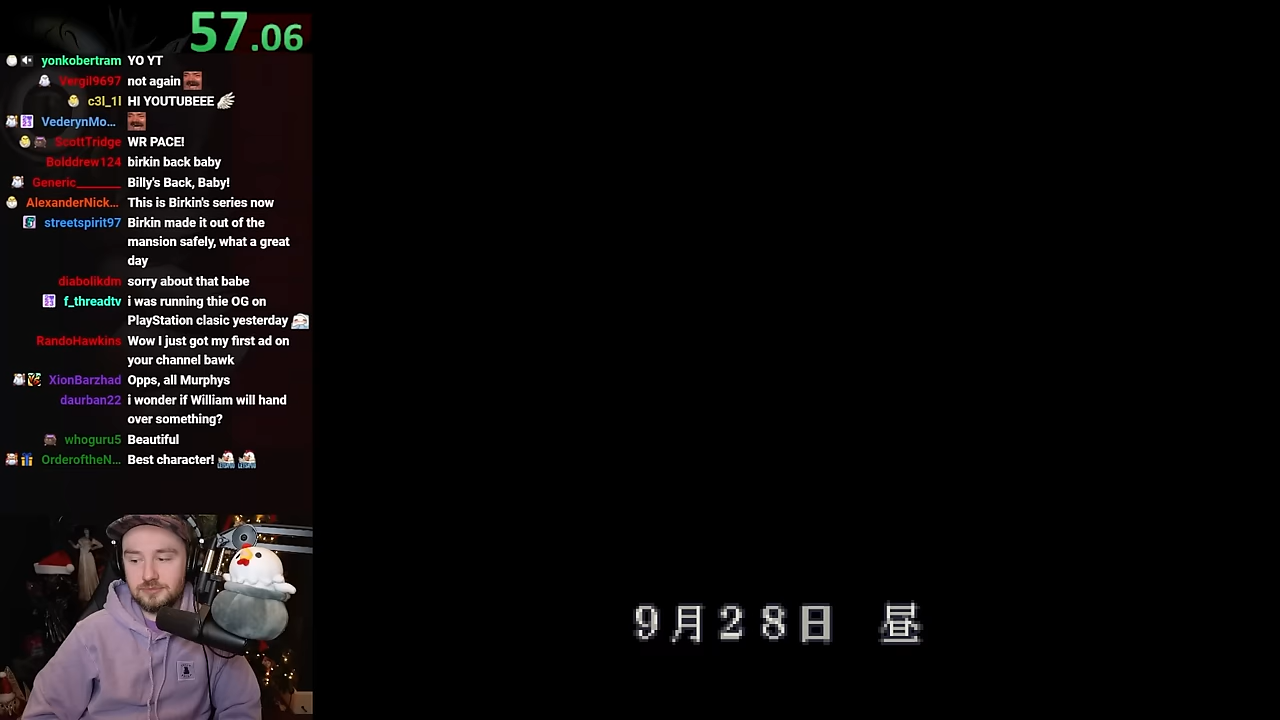 57.06
yonkobertram YO YT
Vergil9697 not again
c3l_1l HI YOUTUBEEE
VederynMo...
ScottTridge WR PACE!
Bolddrew124 birkin back baby
Generic_______ Billy's Back, Baby!
AlexanderNick... This is Birkin's series now
streetspirit97 Birkin made it out of the
mansion safely, what a great
day
diabolikdm sorry about that babe
f_threadtv i was running thie OG on
PlayStation clasic yesterday
RandoHawkins Wow I just got my first ad on
your channel bawk
XionBarzhad Opps, all Murphys
daurban22 i wonder if William will hand
over something?
whoguru5 Beautiful
OrderoftheN... Best character!
9月28日 昼